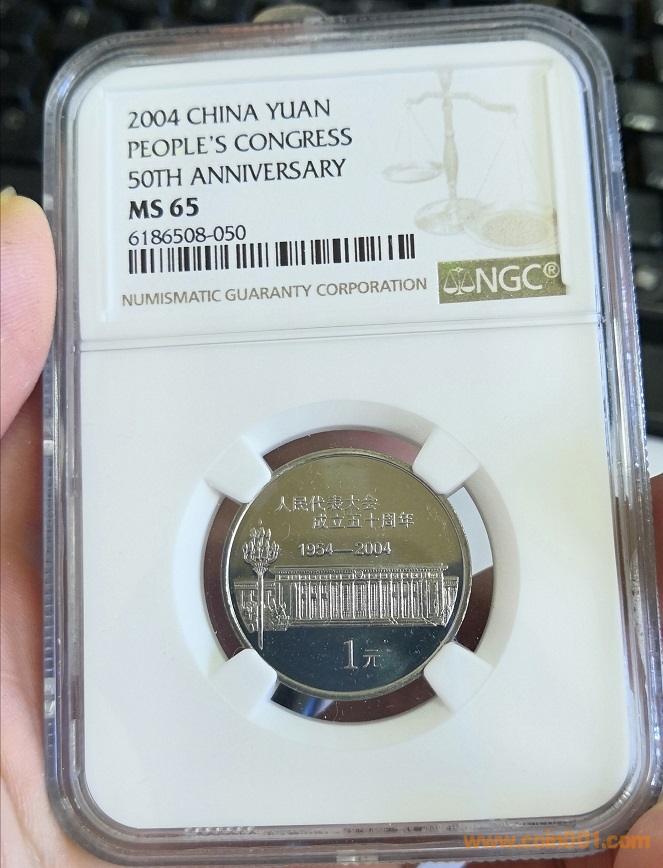 2004 CHINA YUAN
PEOPLE'S CONGRESS
50TH ANNIVERSARY
MS 65
6186508-050
NUMISMATIC GUARANTY CORPORATION
NGC®
人民代表大会
成立五十周年
1954—2004
1元
www.coin001.com